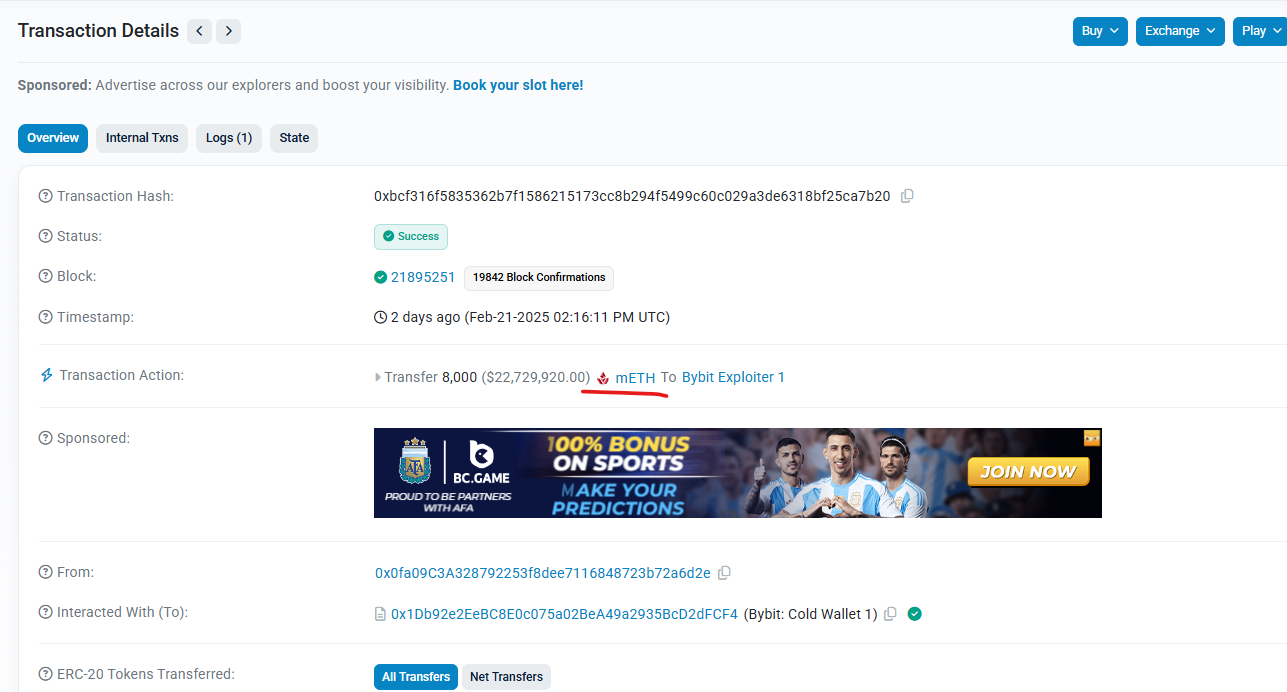 Transaction Details
Buy
Exchange
Play
Sponsored: Advertise across our explorers and boost your visibility. Book your slot here!
Overview
Internal Txns
Logs (1)
State
Transaction Hash:
0xbcf316f5835362b7f1586215173cc8b294f5499c60c029a3de6318bf25ca7b20
Status:
Success
Block:
21895251
19842 Block Confirmations
Timestamp:
2 days ago (Feb-21-2025 02:16:11 PM UTC)
Transaction Action:
Transfer 8,000 ($22,729,920.00) mETH To Bybit Exploiter 1
Sponsored:
AFA
PROUD TO BE PARTNERS
WITH AFA
BC.GAME
100% BONUS
ON SPORTS
MAKE YOUR
PREDICTIONS
JOIN NOW
From:
0x0fa09C3A328792253f8dee7116848723b72a6d2e
Interacted With (To):
0x1Db92e2EeBC8E0c075a02BeA49a2935BcD2dFCF4 (Bybit: Cold Wallet 1)
ERC-20 Tokens Transferred:
All Transfers
Net Transfers